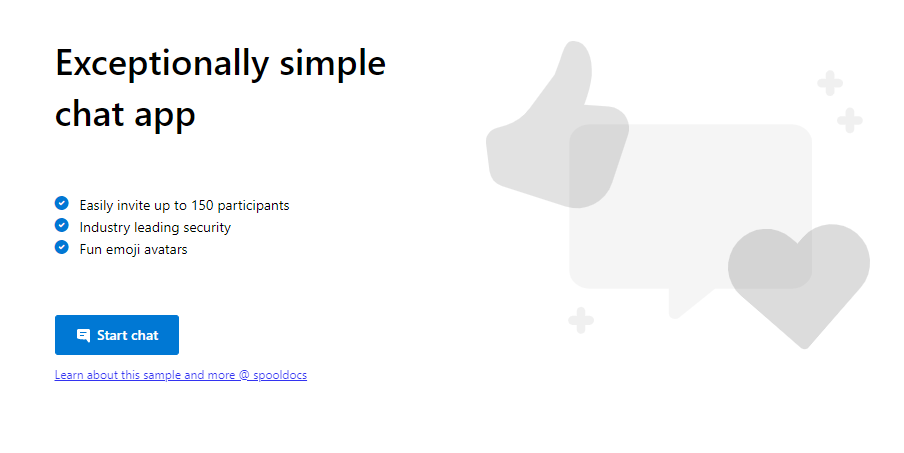 Exceptionally simple
chat app
Easily invite up to 150 participants
Industry leading security
Fun emoji avatars
Start chat
Learn about this sample and more @ spooldocs